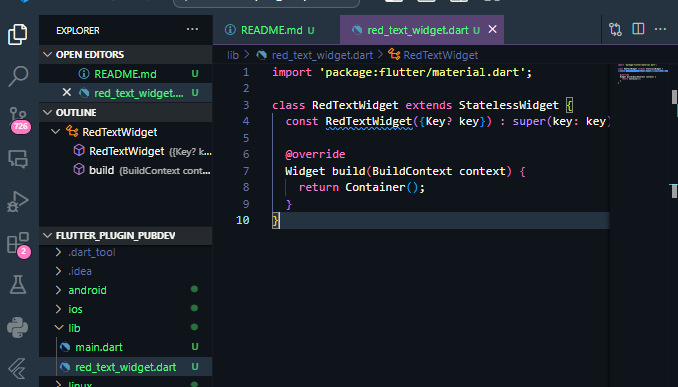 EXPLORER ···
OPEN EDITORS
README.md U
red_text_widget.... U
OUTLINE
RedTextWidget
RedTextWidget ({Key? k...
build (BuildContext cont...
FLUTTER_PLUGIN_PUBDEV
.dart_tool
.idea
android
ios
lib
main.dart U
red_text_widget.dart U
linux
726
2
README.md U
red_text_widget.dart U
lib > red_text_widget.dart > RedTextWidget
1 import 'package:flutter/material.dart';
2
3 class RedTextWidget extends StatelessWidget {
4 const RedTextWidget({Key? key}) : super(key: key)
5
6 @override
7 Widget build(BuildContext context) {
8 return Container();
9 }
10 }